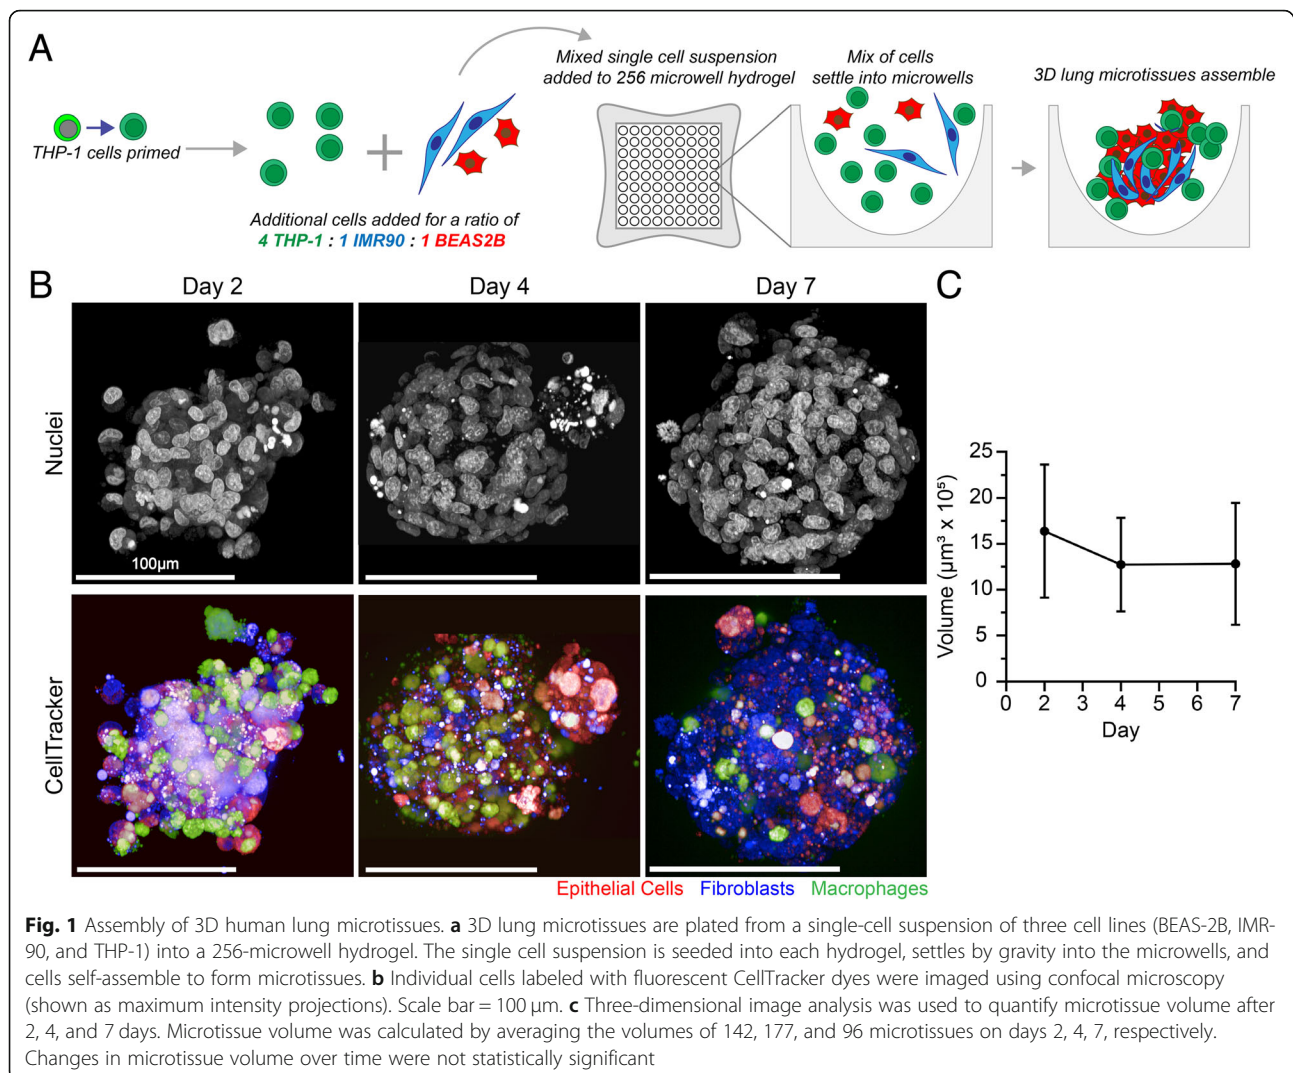 A
THP-1 cells primed
Additional cells added for a ratio of
4 THP-1 : 1 IMR90 : 1 BEAS2B
Mixed single cell suspension
added to 256 microwell hydrogel
Mix of cells
settle into microwells
3D lung microtissues assemble
B
Day 2
Day 4
Day 7
Nuclei
100µm
CellTracker
Epithelial Cells Fibroblasts Macrophages
C
Volume (µm³ x 10⁵)
25
20
15
10
5
0
0 2 4 5 6 7
Day
Fig. 1 Assembly of 3D human lung microtissues. a 3D lung microtissues are plated from a single-cell suspension of three cell lines (BEAS-2B, IMR-
90, and THP-1) into a 256-microwell hydrogel. The single cell suspension is seeded into each hydrogel, settles by gravity into the microwells, and
cells self-assemble to form microtissues. b Individual cells labeled with fluorescent CellTracker dyes were imaged using confocal microscopy
(shown as maximum intensity projections). Scale bar = 100 µm. c Three-dimensional image analysis was used to quantify microtissue volume after
2, 4, and 7 days. Microtissue volume was calculated by averaging the volumes of 142, 177, and 96 microtissues on days 2, 4, 7, respectively.
Changes in microtissue volume over time were not statistically significant